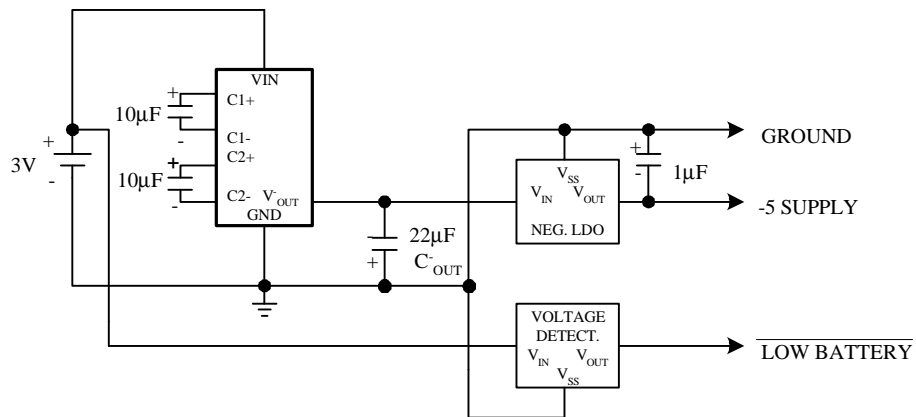 VIN
+
C1+
10µF
C1-
-
C2+
+
10µF
C2-
-
V-OUT
GND
+
3V
-
-
22µF
+
C-OUT
GROUND
+
-
1µF
VSS
VIN
VOUT
NEG. LDO
-5 SUPPLY
VOLTAGE
DETECT.
VIN
VOUT
VSS
LOW BATTERY